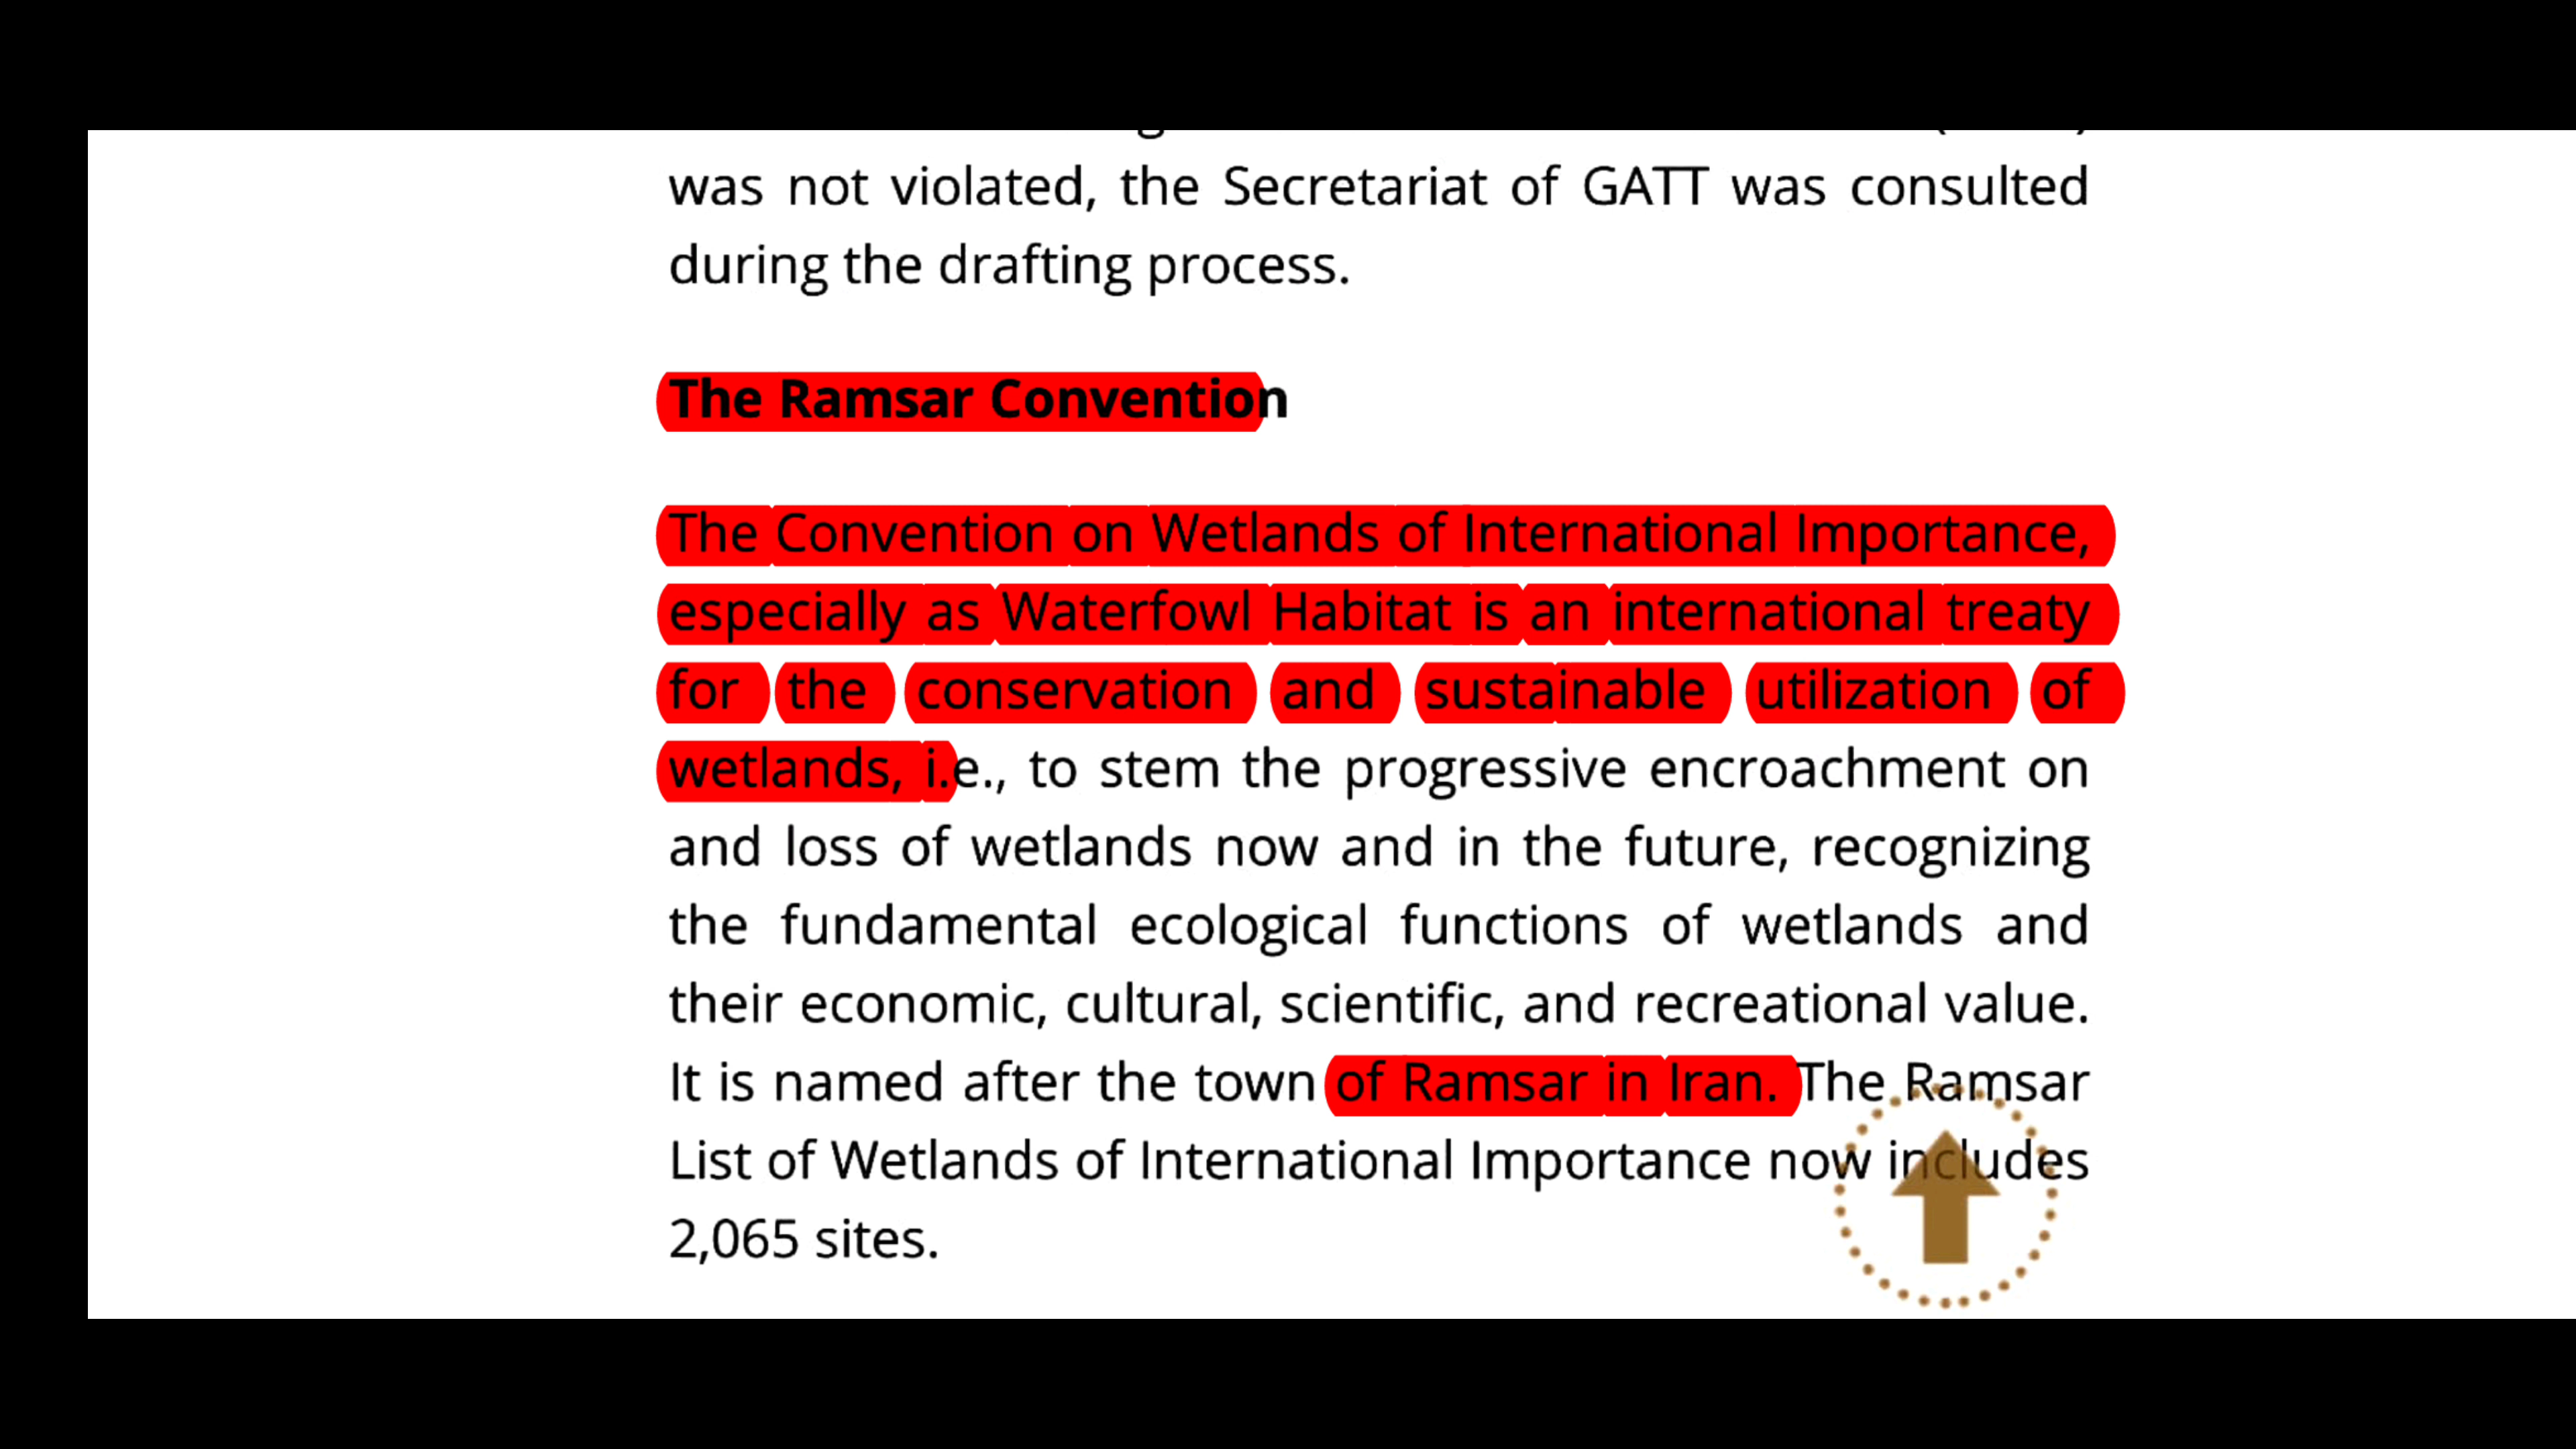 was not violated, the Secretariat of GATT was consulted
during the drafting process.
The Ramsar Convention
The Convention on Wetlands of International Importance,
especially as Waterfowl Habitat is an international treaty
for the conservation and sustainable utilization of
wetlands, i.e., to stem the progressive encroachment on
and loss of wetlands now and in the future, recognizing
the fundamental ecological functions of wetlands and
their economic, cultural, scientific, and recreational value.
It is named after the town of Ramsar in Iran. The Ramsar
List of Wetlands of International Importance now includes
2,065 sites.